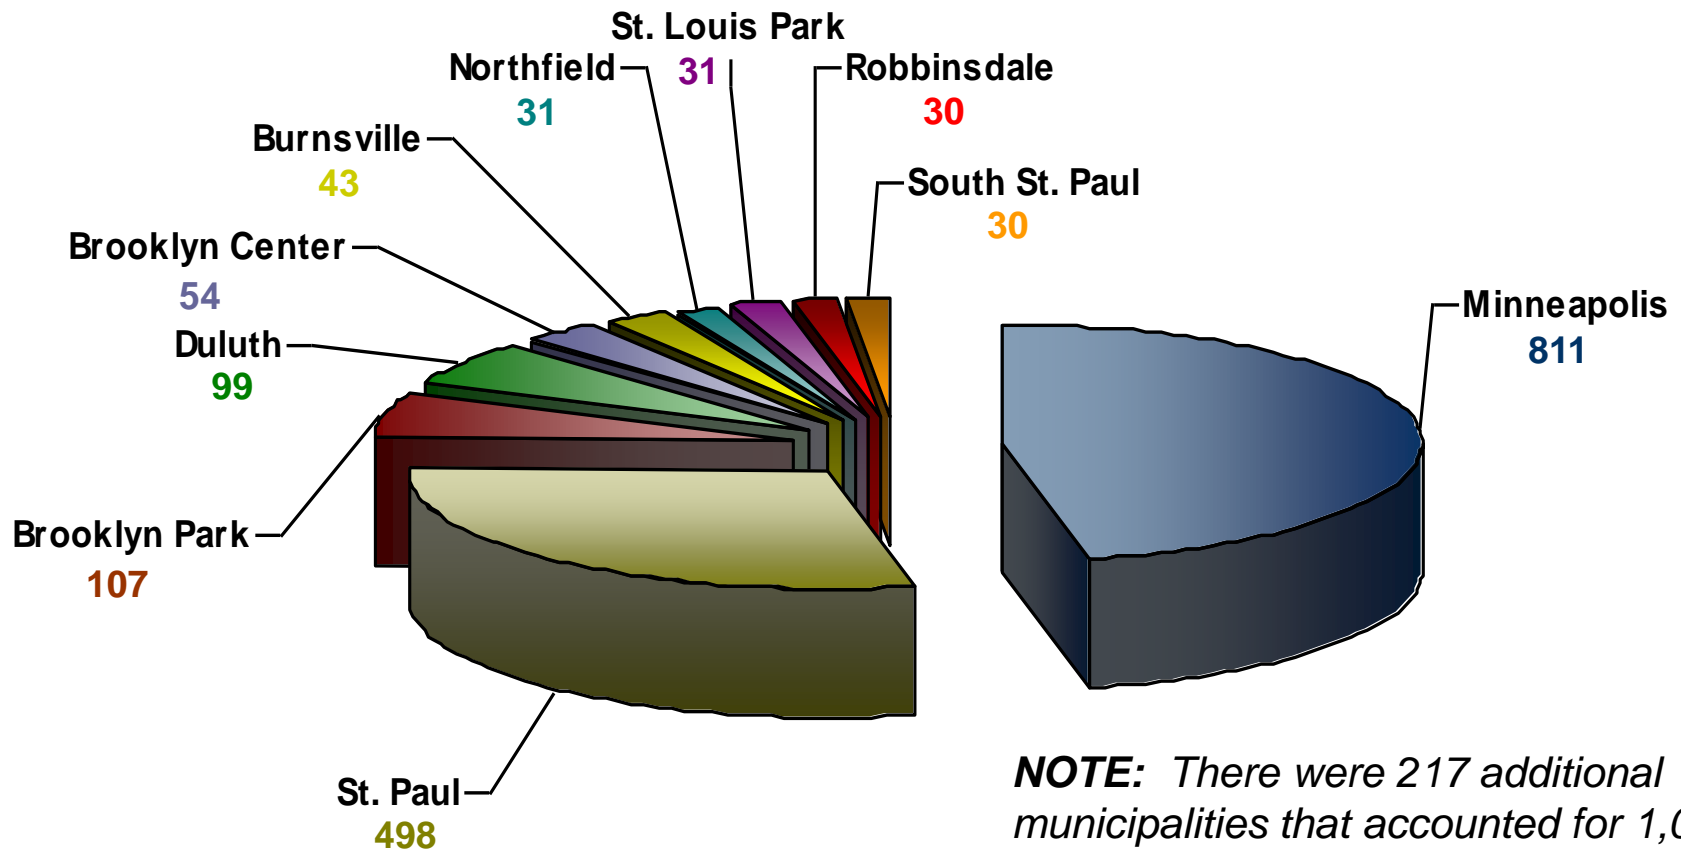 St. Louis Park
31
Northfield
31
Robbinsdale
30
Burnsville
43
South St. Paul
30
Brooklyn Center
54
Minneapolis
811
Duluth
99
Brooklyn Park
107
St. Paul
498
NOTE: There were 217 additional
municipalities that accounted for